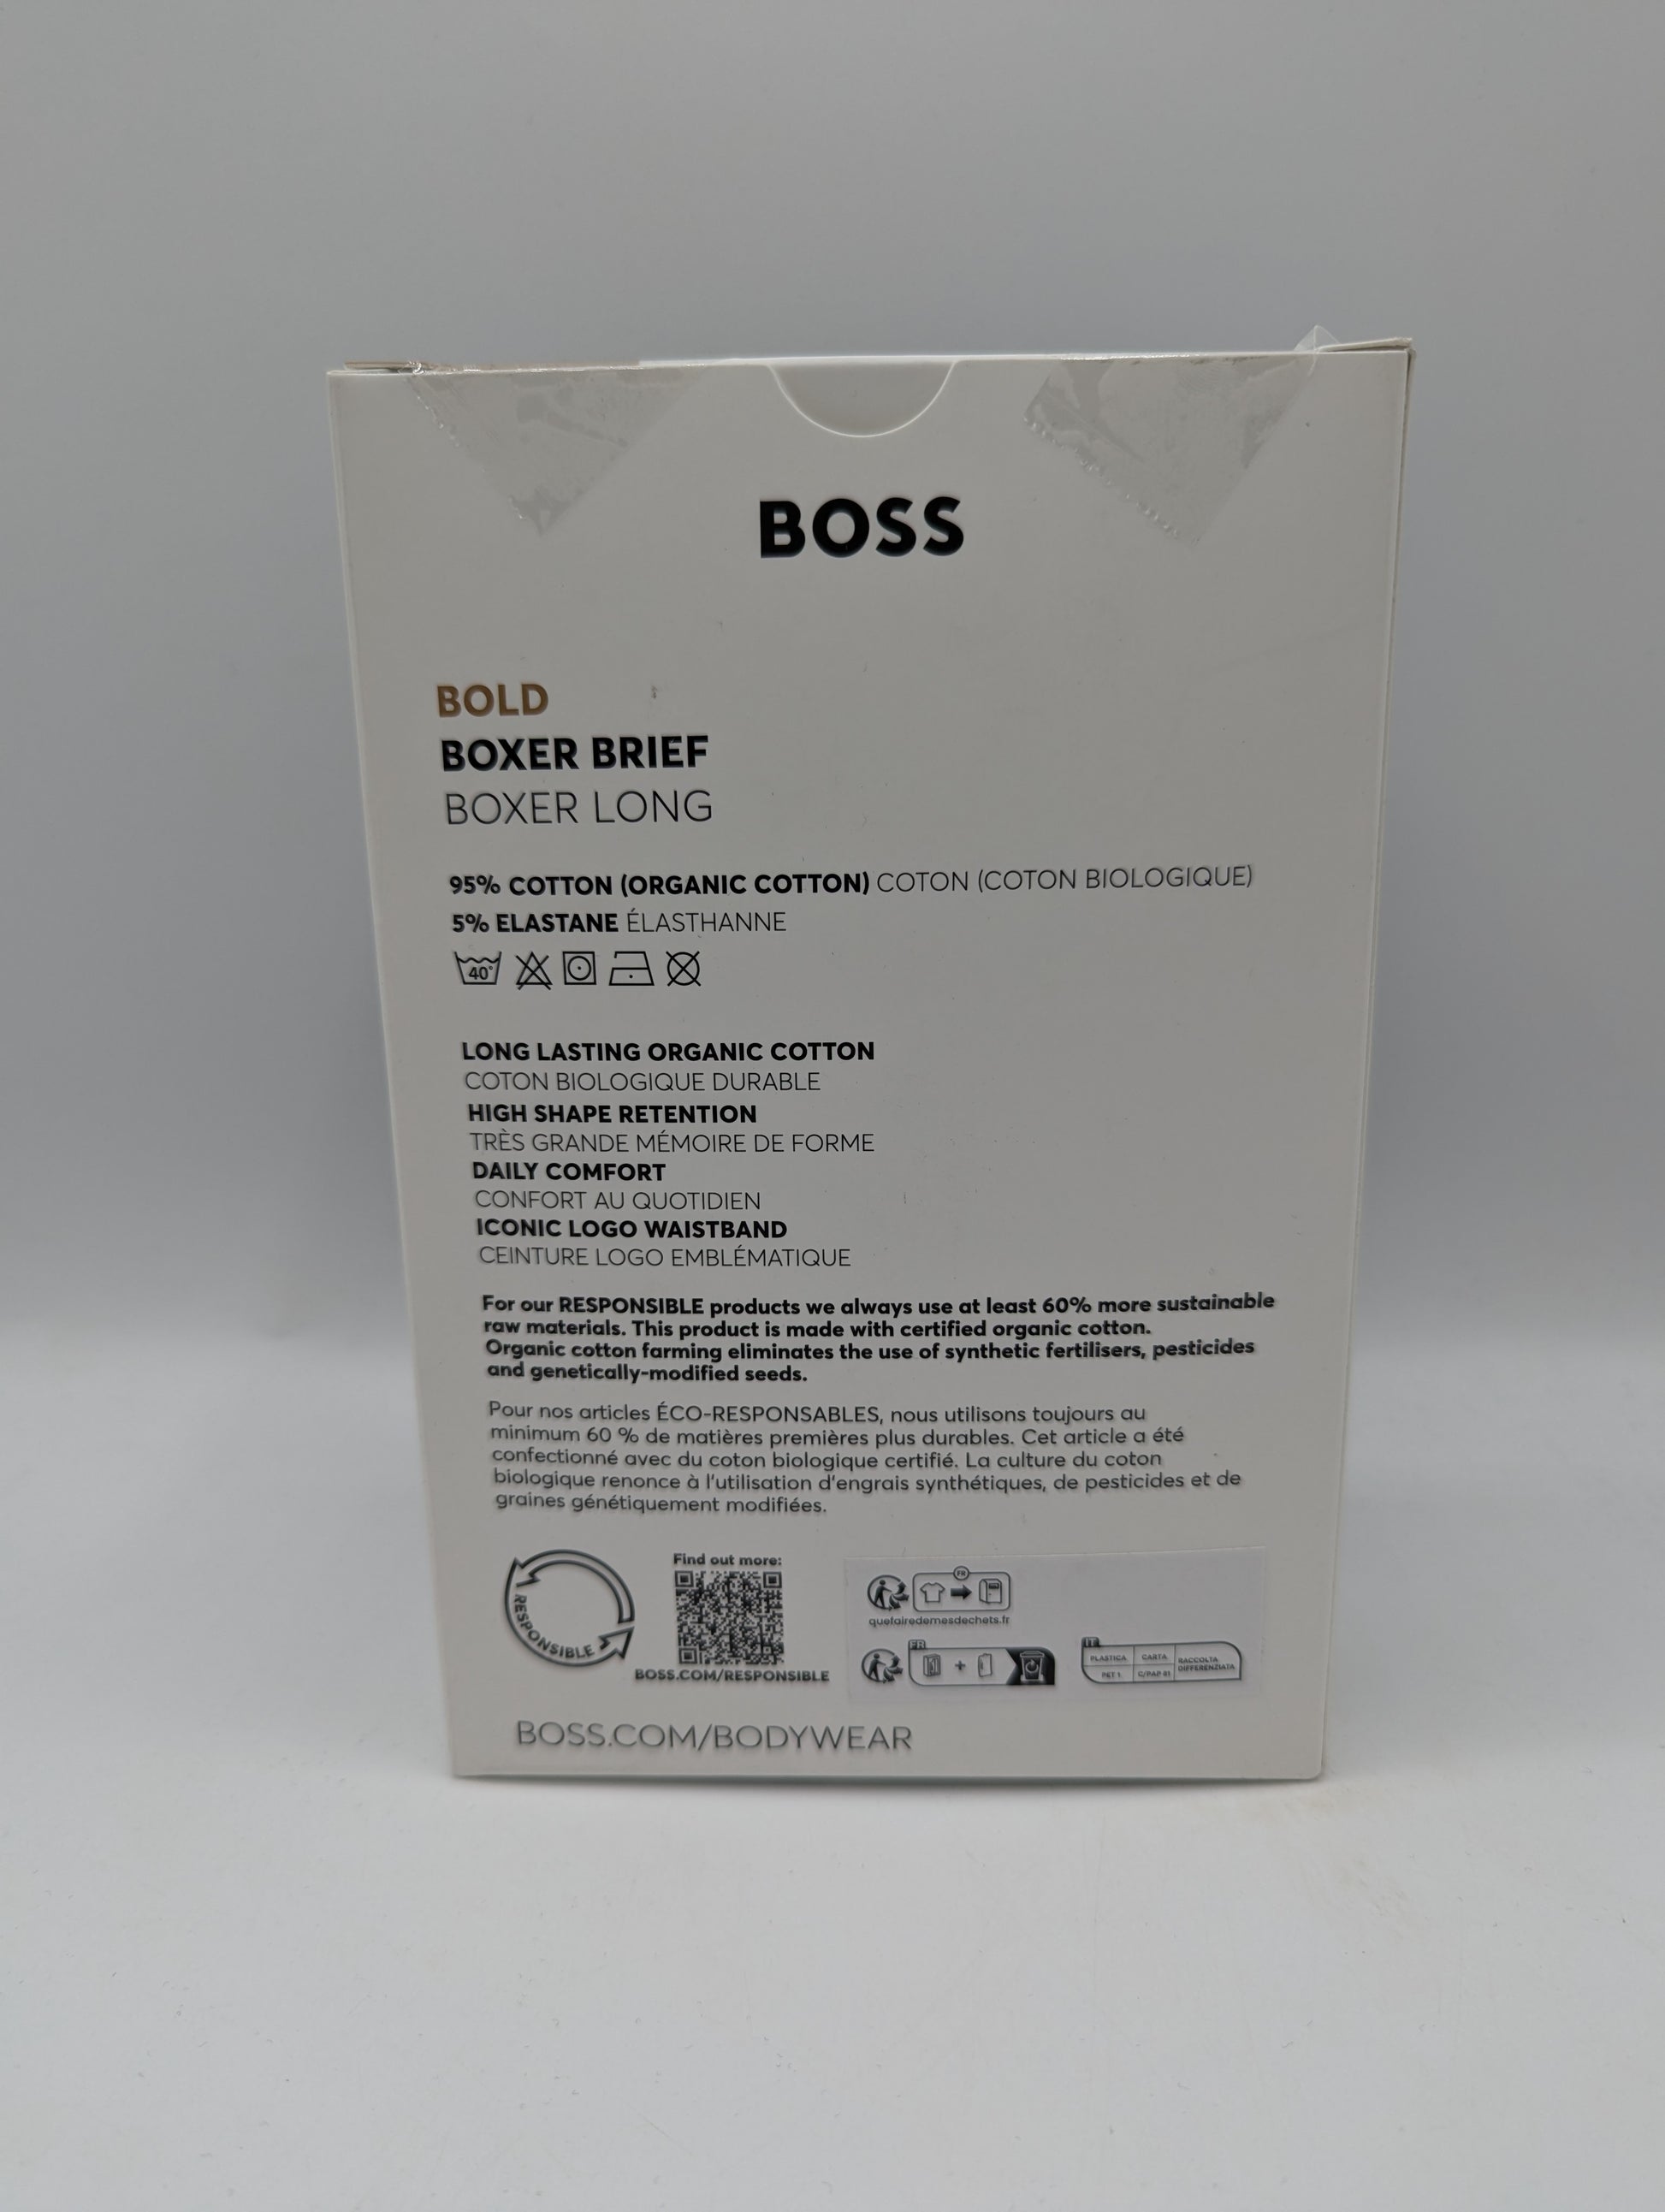 BOSS
BOLD
BOXER BRIEF
BOXER LONG
95% COTTON (ORGANIC COTTON) COTON (COTON BIOLOGIQUE)
5% ELASTANE ÉLASTHANNE
40°
LONG LASTING ORGANIC COTTON
COTON BIOLOGIQUE DURABLE
HIGH SHAPE RETENTION
TRÈS GRANDE MÉMOIRE DE FORME
DAILY COMFORT
CONFORT AU QUOTIDIEN
ICONIC LOGO WAISTBAND
CEINTURE LOGO EMBLÉMATIQUE
For our RESPONSIBLE products we always use at least 60% more sustainable
raw materials. This product is made with certified organic cotton.
Organic cotton farming eliminates the use of synthetic fertilisers, pesticides
and genetically-modified seeds.
Pour nos articles ÉCO-RESPONSABLES, nous utilisons toujours au
minimum 60 % de matières premières plus durables. Cet article a été
confectionné avec du coton biologique certifié. La culture du coton
biologique renonce à l'utilisation d'engrais synthétiques, de pesticides et de
graines génétiquement modifiées.
RESPONSIBLE
Find out more:
BOSS.COM/RESPONSIBLE
FR
quefairedemesdechets.fr
FR
+
IT
PLASTICA CARTA RACCOLTA
PET 1 C/PAP 81 DIFFERENZIATA
BOSS.COM/BODYWEAR